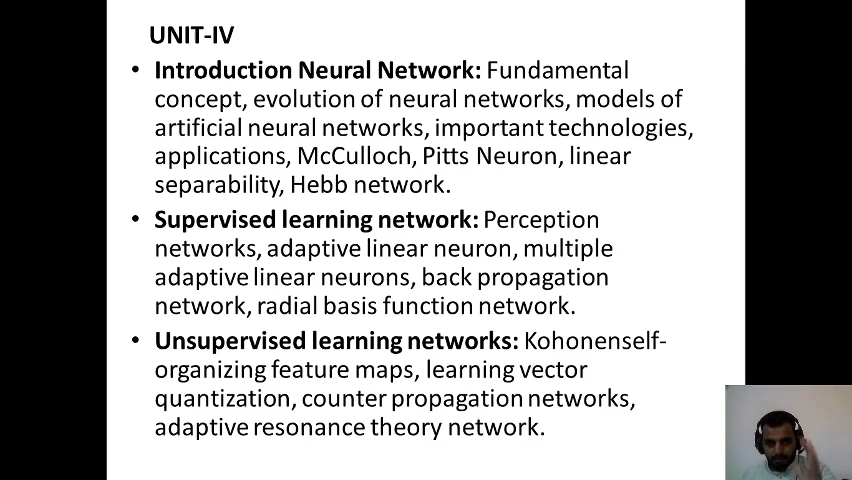 UNIT-IV
• Introduction Neural Network: Fundamental
concept, evolution of neural networks, models of
artificial neural networks, important technologies,
applications, McCulloch, Pitts Neuron, linear
separability, Hebb network.
• Supervised learning network: Perception
networks, adaptive linear neuron, multiple
adaptive linear neurons, back propagation
network, radial basis function network.
• Unsupervised learning networks: Kohonenself-
organizing feature maps, learning vector
quantization, counter propagation networks,
adaptive resonance theory network.